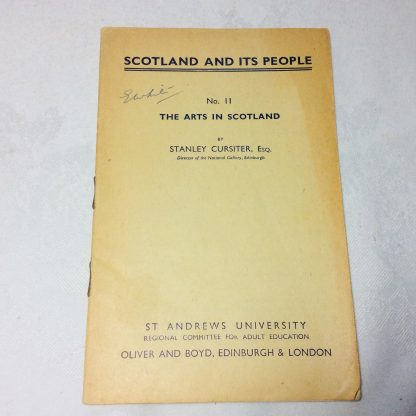 SCOTLAND AND ITS PEOPLE
No. 11
THE ARTS IN SCOTLAND
BY
STANLEY CURSITER, Esq.
Director of the National Gallery, Edinburgh.
ST ANDREWS UNIVERSITY
REGIONAL COMMITTEE FOR ADULT EDUCATION
OLIVER AND BOYD, EDINBURGH & LONDON